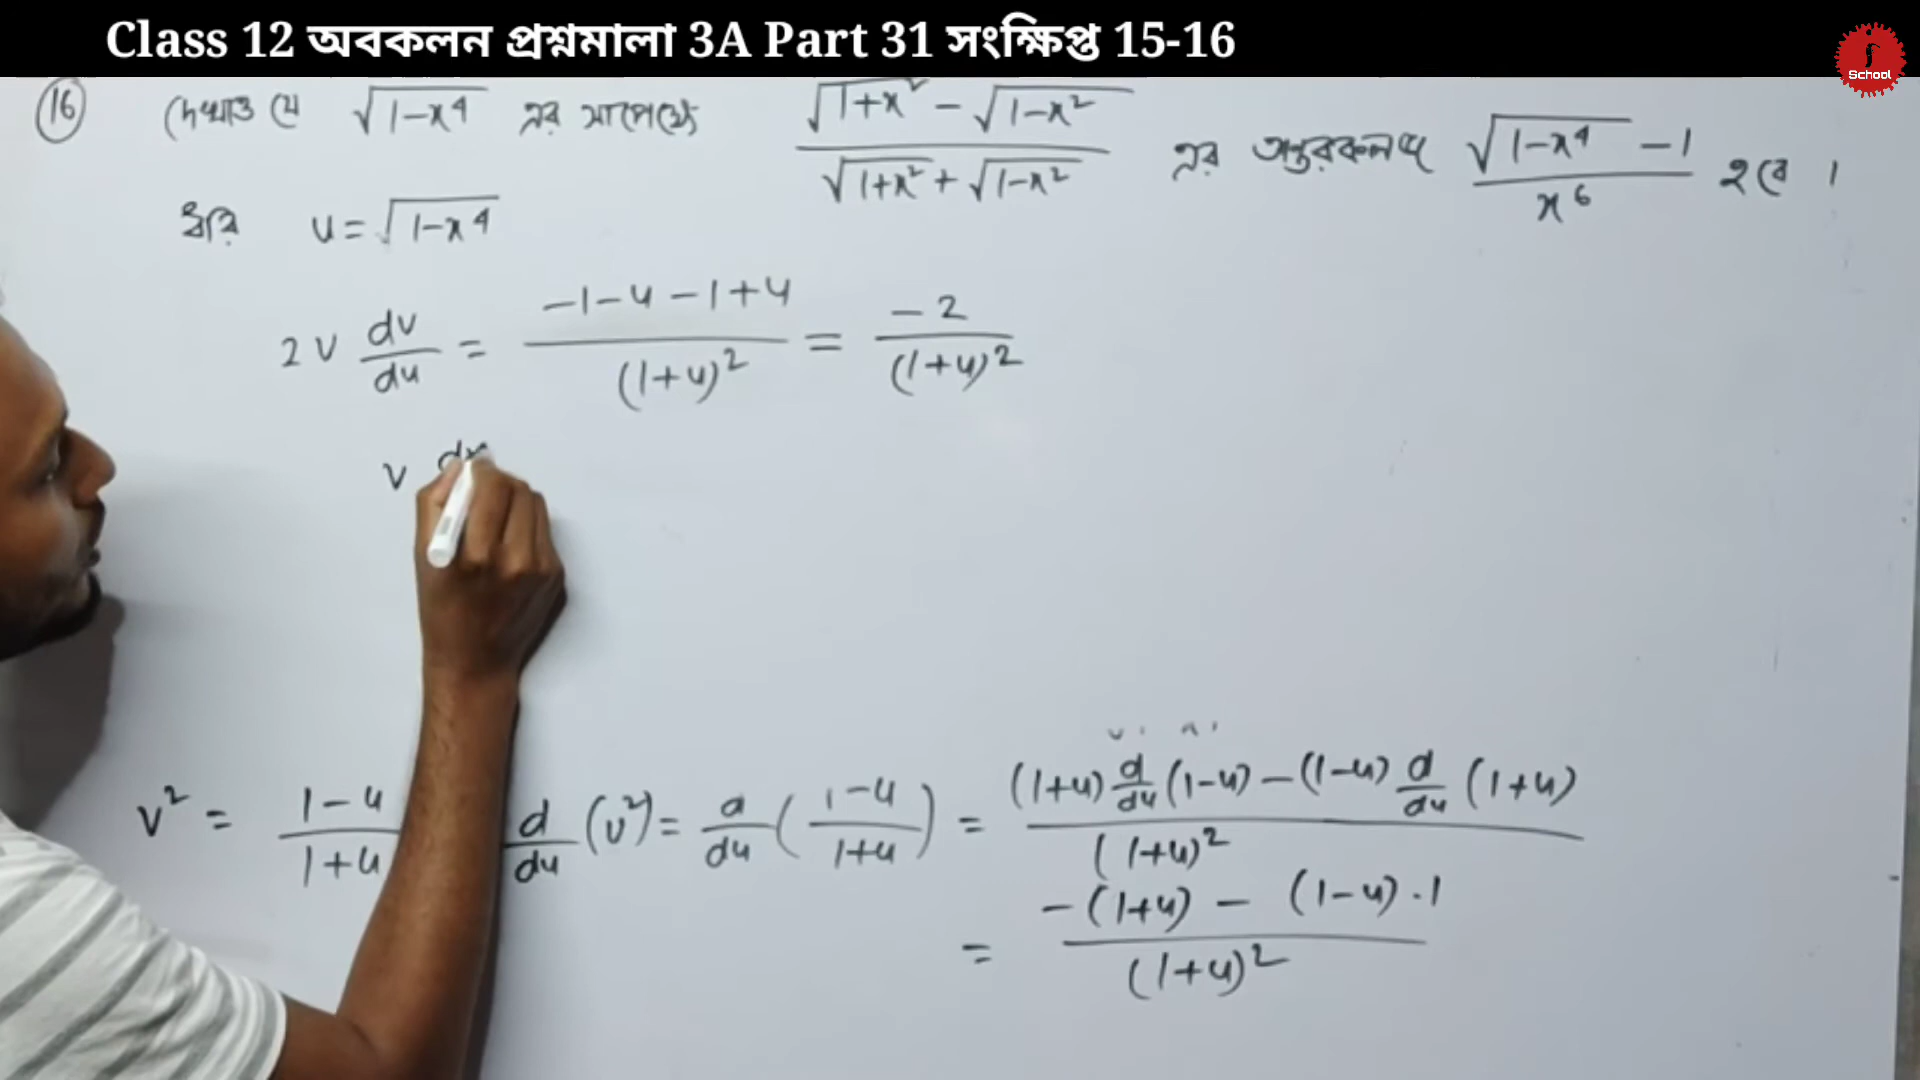 Class 12 অবকলন প্রশ্নমালা 3A Part 31 সংক্ষিপ্ত 15-16
School
(16) দেখাও যে √(1-x⁴) এর সাপেক্ষে (√(1+x²) - √(1-x²))/(√(1+x²) + √(1-x²)) এর অন্তরকলজ (√(1-x⁴) - 1)/x⁶ হবে ।
ধরি u = √(1-x⁴)
2v dv/du = (-1-u-1+u)/(1+u)² = -2/(1+u)²
v
v² = (1-u)/(1+u) d/du (v²) = d/du ((1-u)/(1+u)) = ((1+u) d/du (1-u) - (1-u) d/du (1+u))/(1+u)²
= (-(1+u) - (1-u)·1)/(1+u)²